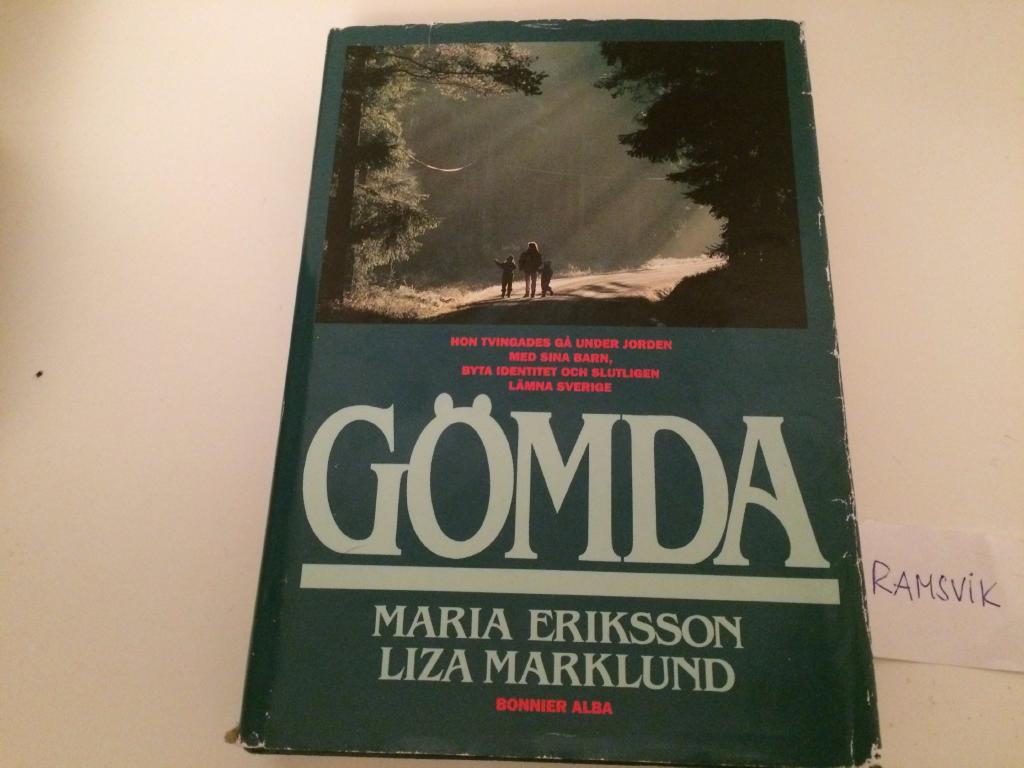 HON TVINGADES GÅ UNDER JORDEN
MED SINA BARN,
BYTA IDENTITET OCH SLUTLIGEN
LÄMNA SVERIGE
GÖMDA
MARIA ERIKSSON
LIZA MARKLUND
BONNIER ALBA
RAMSVIK